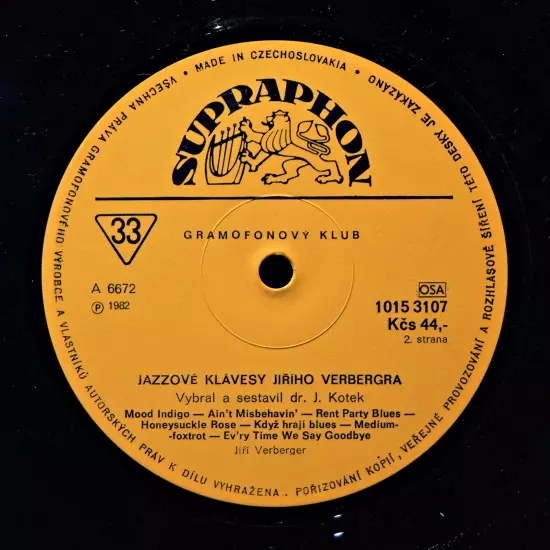 VŠECHNA PRÁVA GRAMOFONOVÉHO VÝROBCE A VLASTNÍKŮ AUTORSKÝCH PRÁV K DÍLU VYHRAŽENA. POŘIZOVÁNÍ KOPIÍ, VEŘEJNÉ PROVOZOVÁNÍ A ROZHLASOVÉ ŠÍŘENÍ TÉTO DESKY JE ZAKÁZÁNO • MADE IN CZECHOSLOVAKIA •
SUPRAPHON
33
GRAMOFONOVÝ KLUB
A 6672
℗ 1982
OSA
1015 3107
Kčs 44,-
2. strana
JAZZOVÉ KLÁVESY JIŘÍHO VERBERGRA
Vybral a sestavil dr. J. Kotek
Mood Indigo — Ain't Misbehavin' — Rent Party Blues —
Honeysuckle Rose — Když hrají blues — Medium-
-foxtrot — Ev'ry Time We Say Goodbye
Jiří Verberger